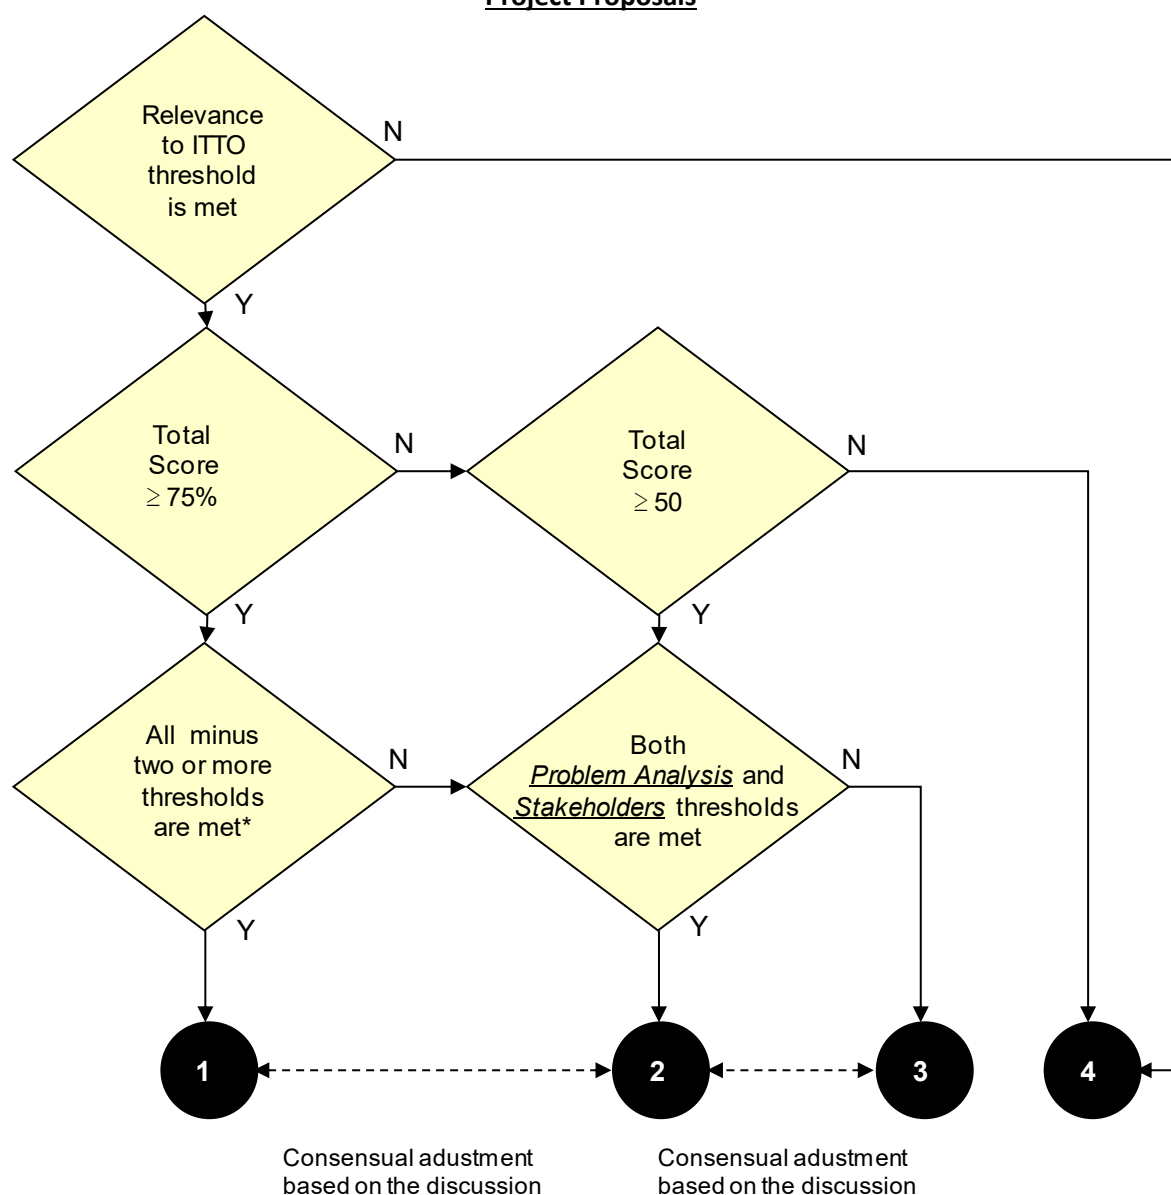 Project Proposals
Relevance
to ITTO
threshold
is met
N
Y
Total
Score
≥ 75%
N
Total
Score
≥ 50
N
Y
Y
All minus
two or more
thresholds
are met*
N
Both
Problem Analysis and
Stakeholders thresholds
are met
N
Y
Y
1
2
3
4
Consensual adustment
based on the discussion
Consensual adustment
based on the discussion